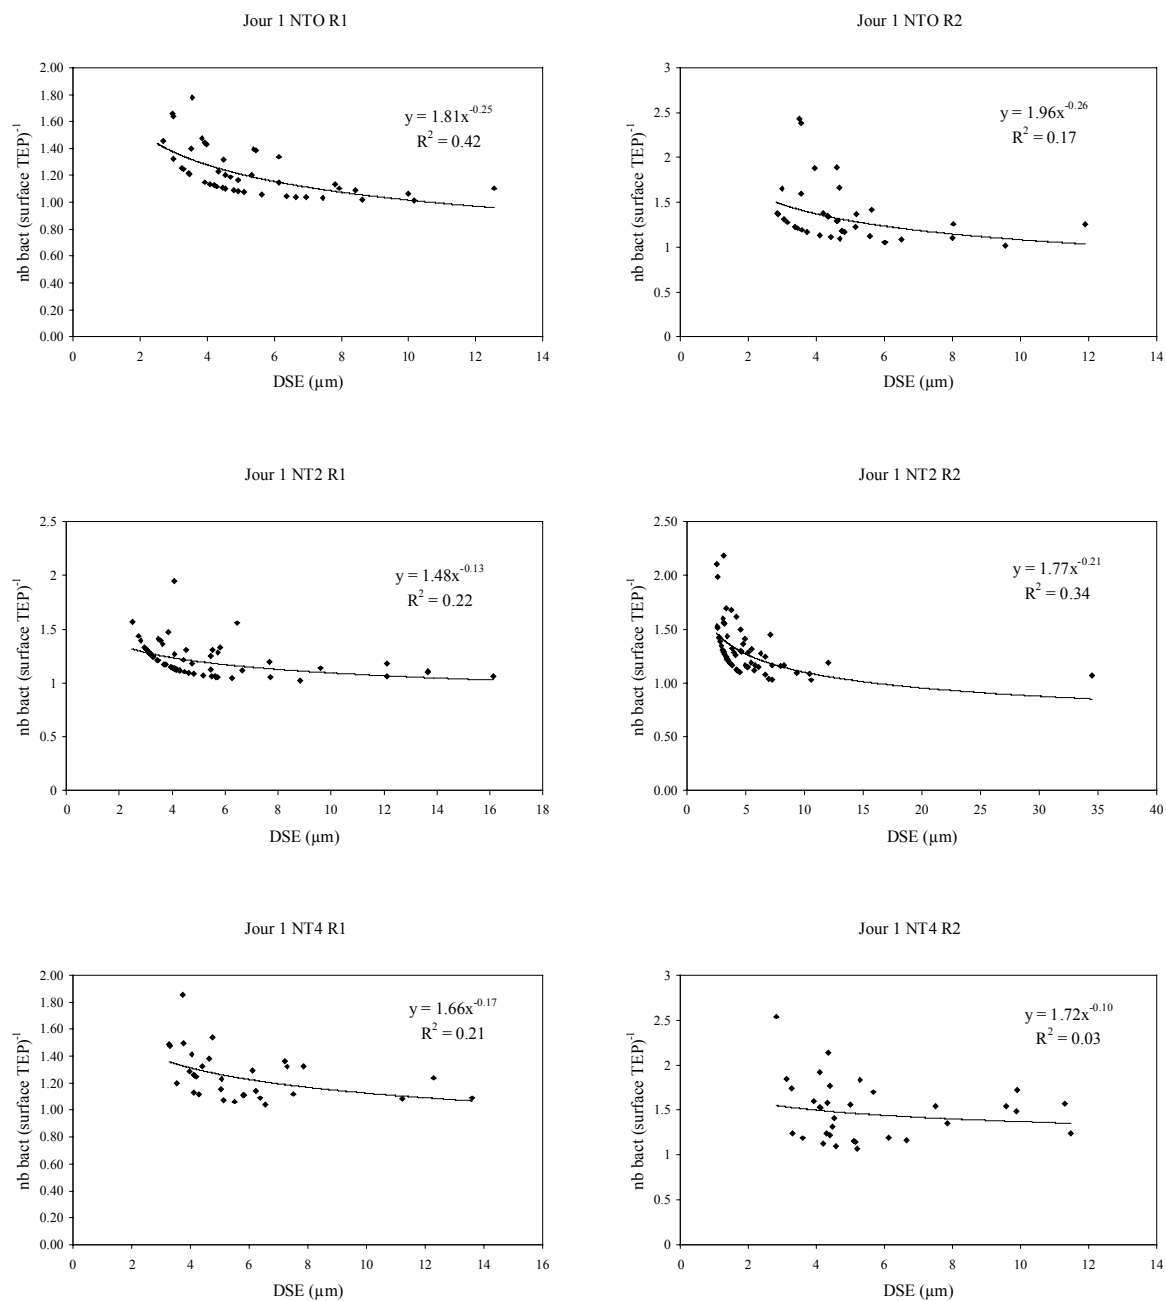 Jour 1 NTO R1
nb bact (surface TEP)-1
2.00
1.80
1.60
1.40
1.20
1.00
0.80
0.60
0.40
0.20
0.00
y = 1.81x-0.25
R2 = 0.42
0 2 4 6 8 10 12 14
DSE (µm)
Jour 1 NTO R2
nb bact (surface TEP)-1
3
2.5
2
1.5
1
0.5
0
y = 1.96x-0.26
R2 = 0.17
0 2 4 6 8 10 12 14
DSE (µm)
Jour 1 NT2 R1
nb bact (surface TEP)-1
2.5
2
1.5
1
0.5
0
y = 1.48x-0.13
R2 = 0.22
0 2 4 6 8 10 12 14 16 18
DSE (µm)
Jour 1 NT2 R2
nb bact (surface TEP)-1
2.50
2.00
1.50
1.00
0.50
0.00
y = 1.77x-0.21
R2 = 0.34
0 5 10 15 20 25 30 35 40
DSE (µm)
Jour 1 NT4 R1
nb bact (surface TEP)-1
2.00
1.80
1.60
1.40
1.20
1.00
0.80
0.60
0.40
0.20
0.00
y = 1.66x-0.17
R2 = 0.21
0 2 4 6 8 10 12 14 16
DSE (µm)
Jour 1 NT4 R2
nb bact (surface TEP)-1
3
2.5
2
1.5
1
0.5
0
y = 1.72x-0.10
R2 = 0.03
0 2 4 6 8 10 12 14
DSE (µm)